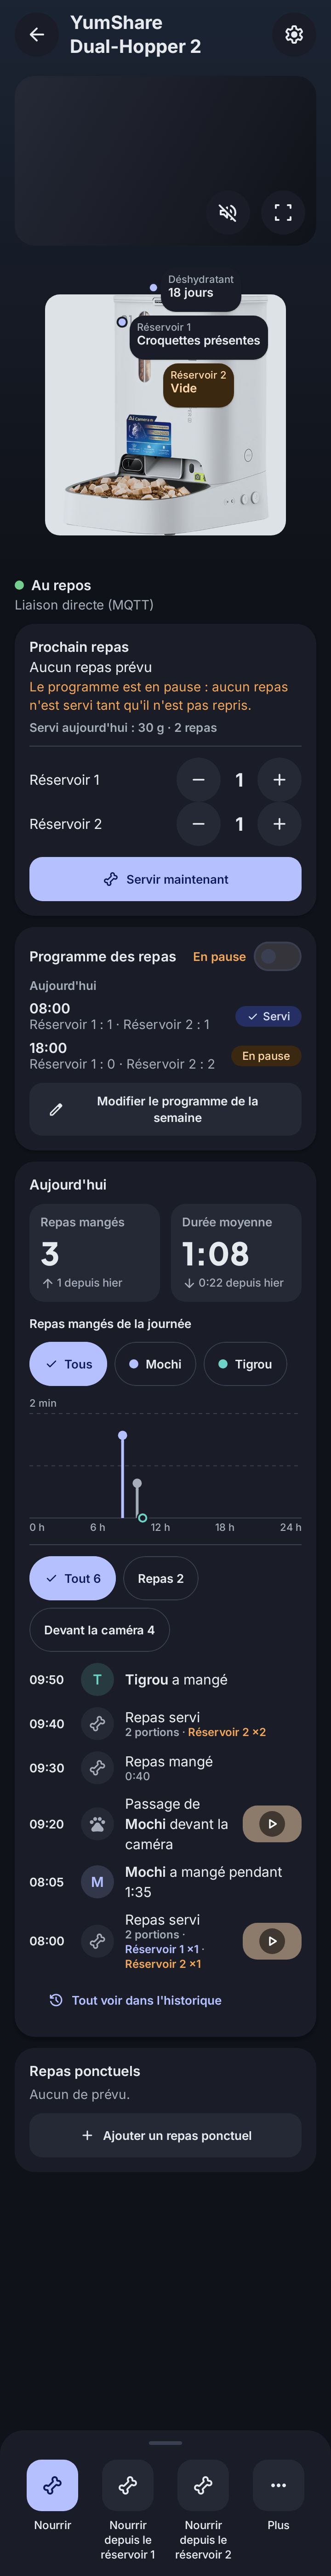 YumShare
Dual-Hopper 2
Déshydratant
18 jours
Réservoir 1
Croquettes présentes
Réservoir 2
Vide
Au repos
Liaison directe (MQTT)
Prochain repas
Aucun repas prévu
Le programme est en pause : aucun repas
n'est servi tant qu'il n'est pas repris.
Servi aujourd'hui : 30 g · 2 repas
Réservoir 1
1
Réservoir 2
1
Servir maintenant
Programme des repas
En pause
Aujourd'hui
08:00
Réservoir 1 : 1 · Réservoir 2 : 1
Servi
18:00
Réservoir 1 : 0 · Réservoir 2 : 2
En pause
Modifier le programme de la
semaine
Aujourd'hui
Repas mangés
3
1 depuis hier
Durée moyenne
1:08
0:22 depuis hier
Repas mangés de la journée
Tous
Mochi
Tigrou
2 min
0 h 6 h 12 h 18 h 24 h
Tout 6
Repas 2
Devant la caméra 4
09:50
T
Tigrou a mangé
09:40
Repas servi
2 portions · Réservoir 2 ×2
09:30
Repas mangé
0:40
09:20
Passage de
Mochi devant la
caméra
08:05
M
Mochi a mangé pendant
1:35
08:00
Repas servi
2 portions ·
Réservoir 1 ×1 ·
Réservoir 2 ×1
Tout voir dans l'historique
Repas ponctuels
Aucun de prévu.
Ajouter un repas ponctuel
Nourrir
Nourrir
depuis le
réservoir 1
Nourrir
depuis le
réservoir 2
Plus